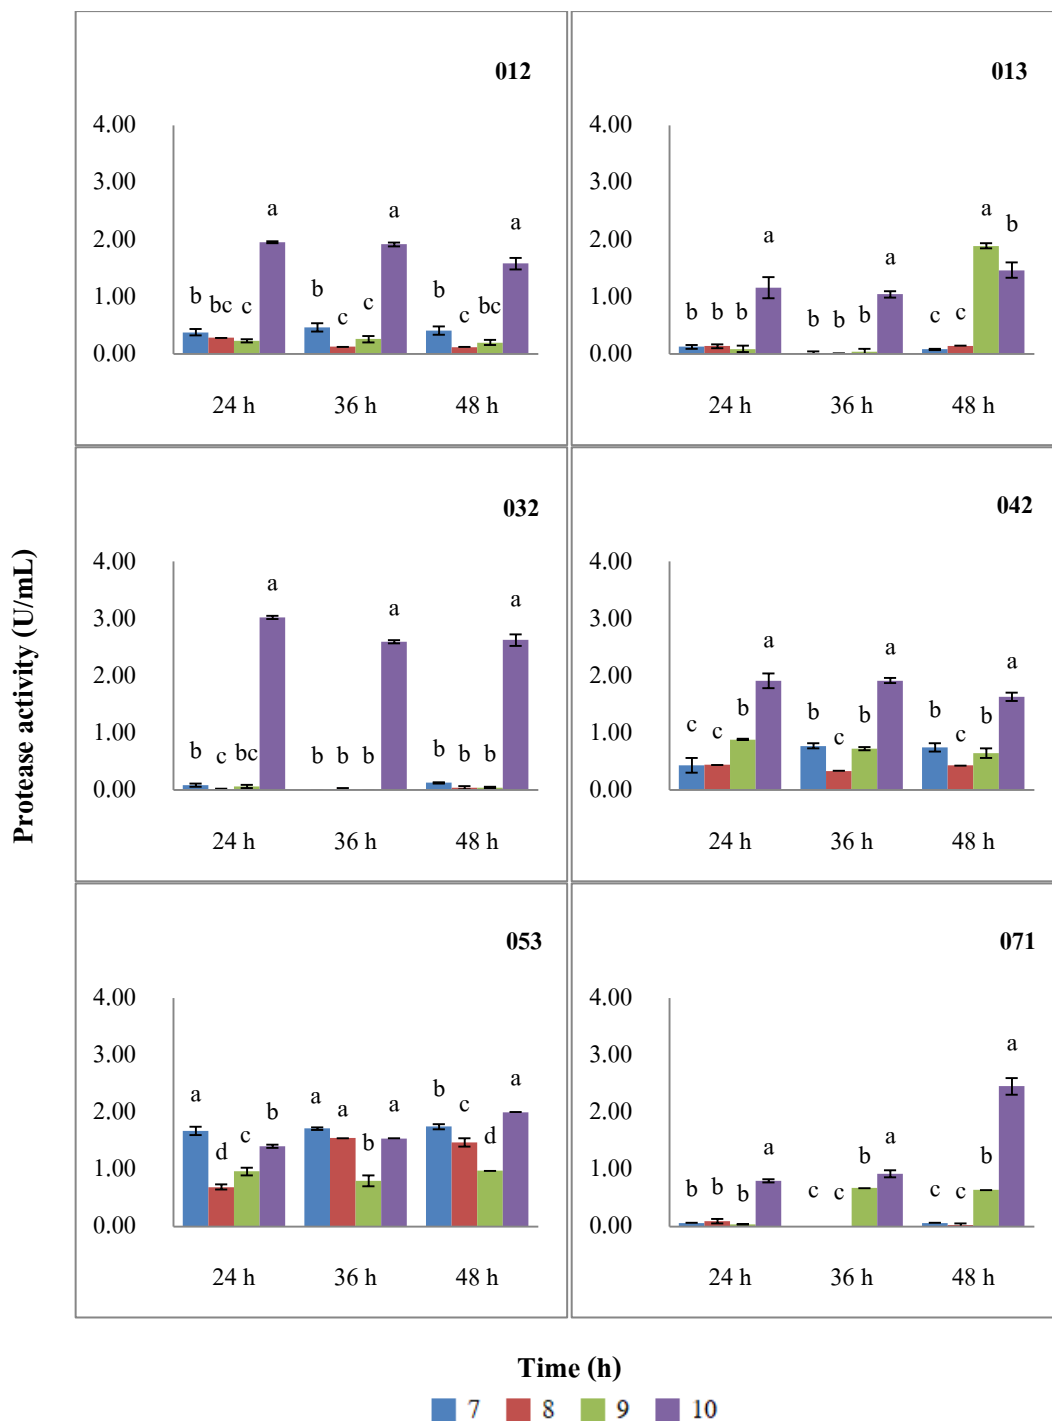 012
4.00
3.00
2.00
1.00
0.00
a a a
b bc c b c c b c bc
24 h 36 h 48 h
013
4.00
3.00
2.00
1.00
0.00
a a a b
b b b b b b c c
24 h 36 h 48 h
Protease activity (U/mL)
032
4.00
3.00
2.00
1.00
0.00
a a a
b c bc b b b b b b
24 h 36 h 48 h
042
4.00
3.00
2.00
1.00
0.00
a a a
c c b b c b b c b
24 h 36 h 48 h
053
4.00
3.00
2.00
1.00
0.00
a d c b a a b a b c d a
24 h 36 h 48 h
071
4.00
3.00
2.00
1.00
0.00
b b b a c c b a c c b a
24 h 36 h 48 h
Time (h)
7 8 9 10